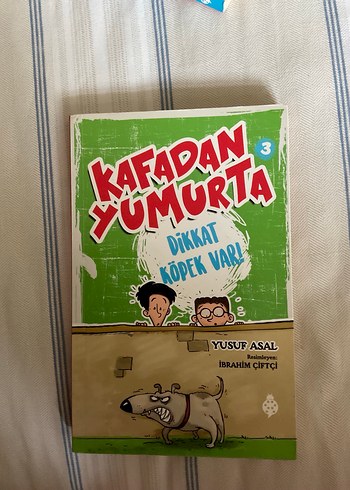 KAFADAN
YUMURTA
3
DİKKAT
KÖPEK VAR!
YUSUF ASAL
Resimleyen:
İBRAHİM ÇİFTÇİ